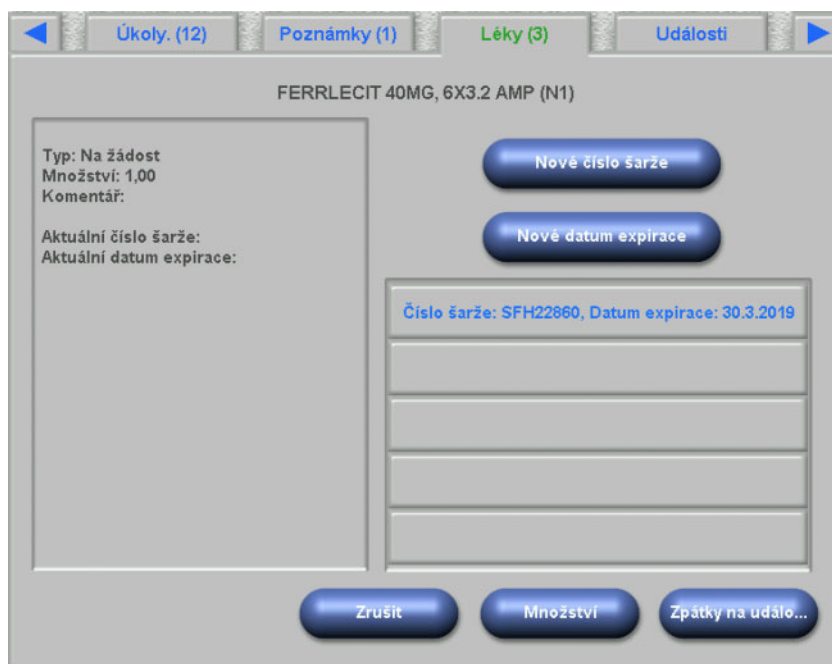 Úkoly. (12)
Poznámky (1)
Léky (3)
Události
FERRLECIT 40MG, 6X3.2 AMP (N1)
Typ: Na žádost
Množství: 1,00
Komentář:
Aktuální číslo šarže:
Aktuální datum expirace:
Nové číslo šarže
Nové datum expirace
Číslo šarže: SFH22860, Datum expirace: 30.3.2019
Zrušit
Množství
Zpátky na událo...